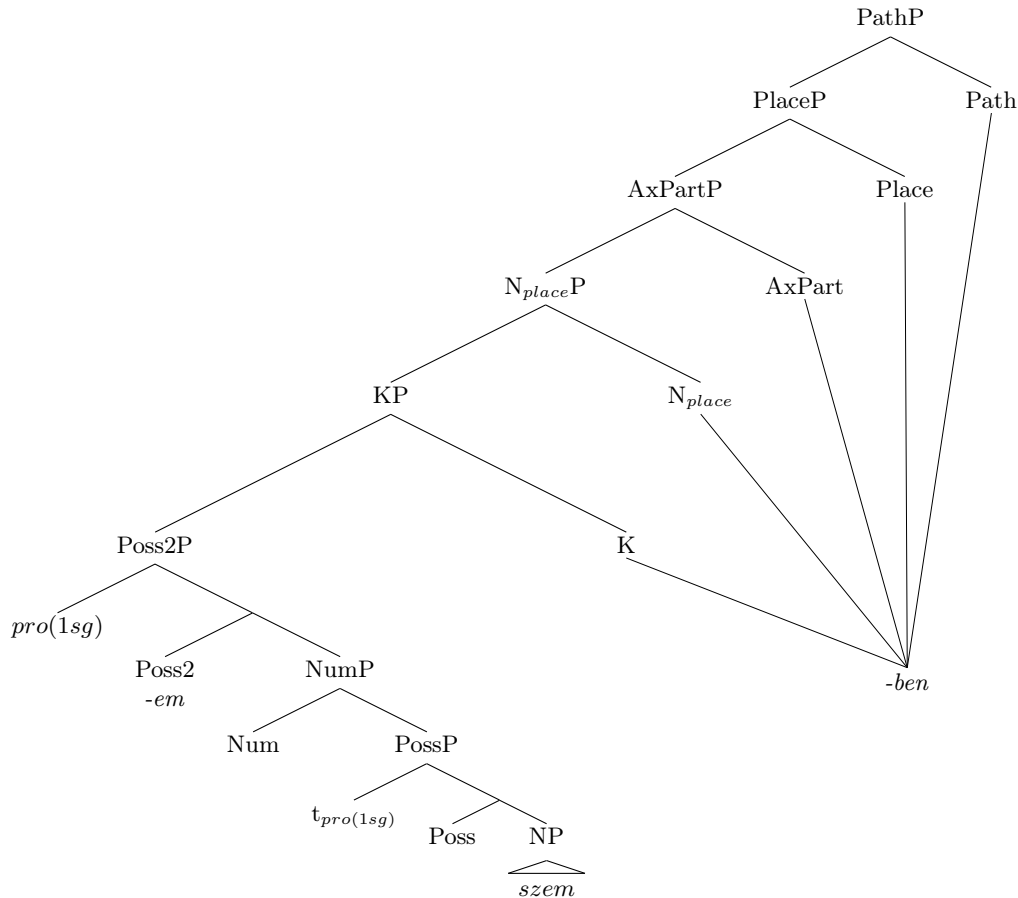 PathP
PlaceP Path
AxPartP Place
N_placeP AxPart
KP N_place
Poss2P K
pro(1sg)
Poss2 NumP
-em
-ben
Num PossP
t_pro(1sg)
Poss NP
szem